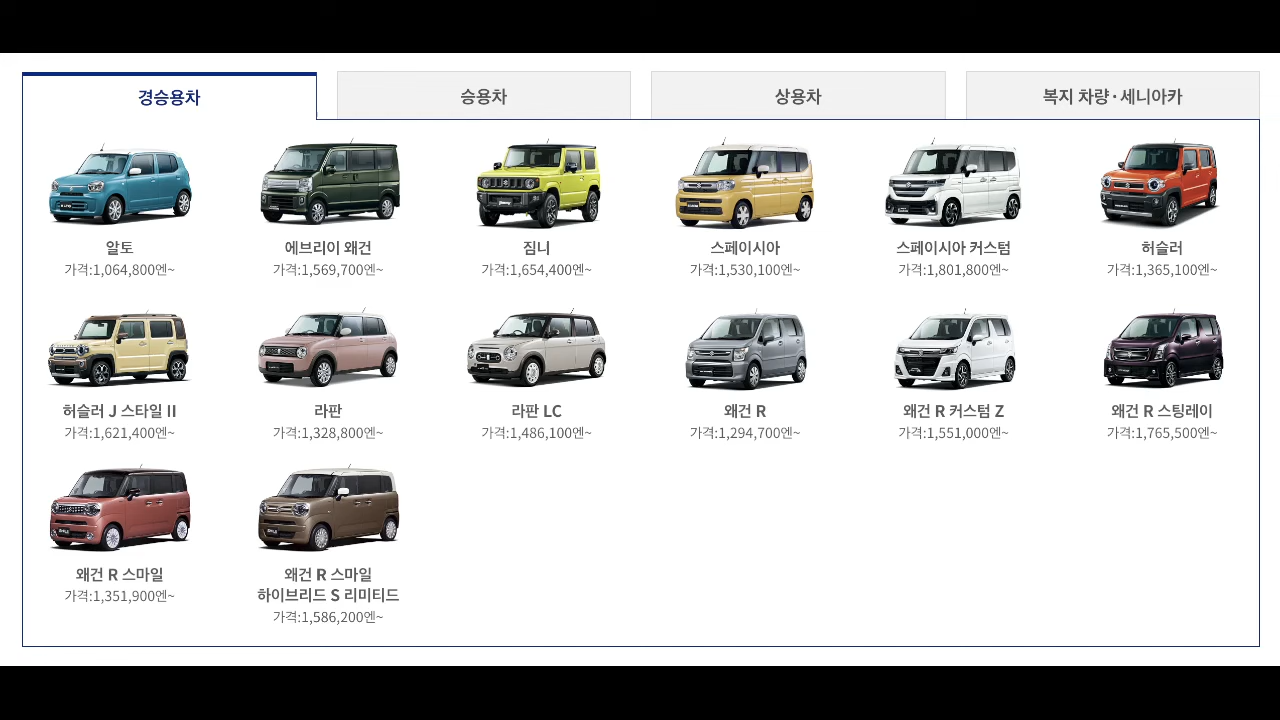 경승용차
승용차
상용차
복지 차량·세니아카
알토
가격:1,064,800엔~
에브리이 왜건
가격:1,569,700엔~
짐니
가격:1,654,400엔~
스페이시아
가격:1,530,100엔~
스페이시아 커스텀
가격:1,801,800엔~
허슬러
가격:1,365,100엔~
허슬러 J 스타일 II
가격:1,621,400엔~
라판
가격:1,328,800엔~
라판 LC
가격:1,486,100엔~
왜건 R
가격:1,294,700엔~
왜건 R 커스텀 Z
가격:1,551,000엔~
왜건 R 스팅레이
가격:1,765,500엔~
왜건 R 스마일
가격:1,351,900엔~
왜건 R 스마일
하이브리드 S 리미티드
가격:1,586,200엔~